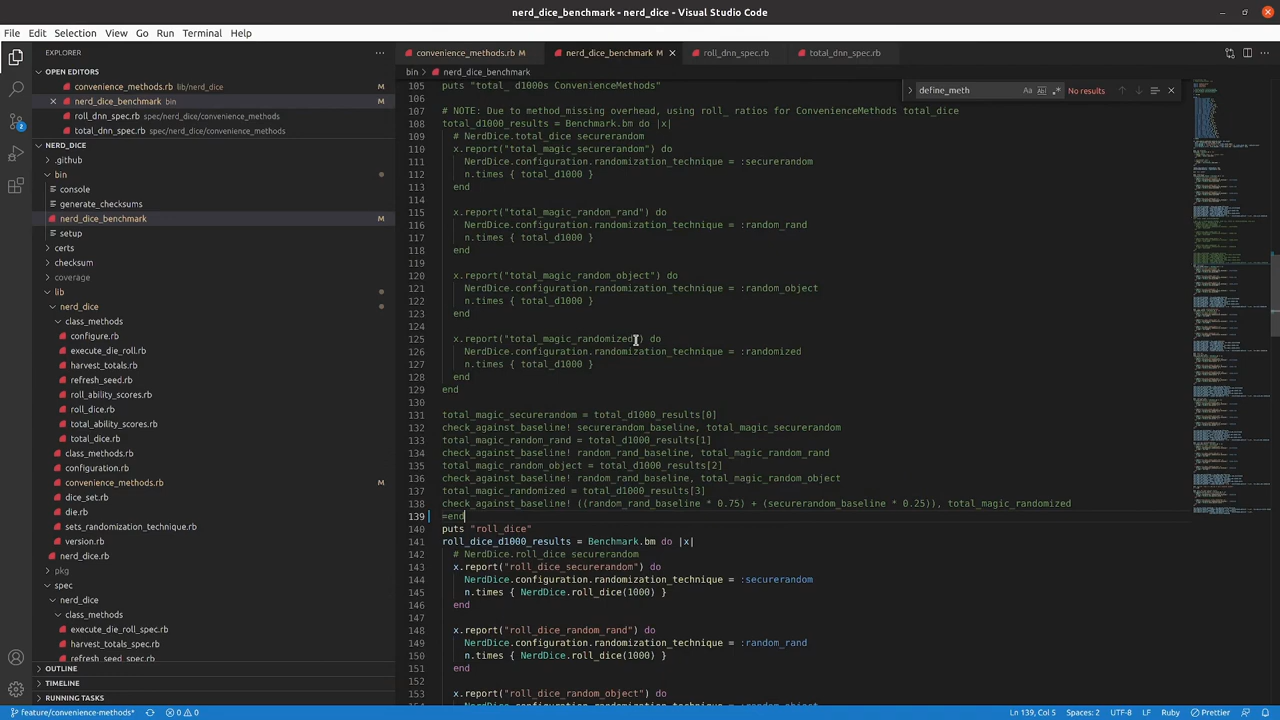 nerd_dice_benchmark - nerd_dice - Visual Studio Code
File Edit Selection View Go Run Terminal Help
EXPLORER
OPEN EDITORS
convenience_methods.rb lib/nerd_dice
nerd_dice_benchmark bin
roll_dnn_spec.rb spec/nerd_dice/convenience_methods
total_dnn_spec.rb spec/nerd_dice/convenience_methods
NERD_DICE
.github
bin
console
generate_checksums
nerd_dice_benchmark M
setup
certs
checksum
coverage
lib
nerd_dice
class_methods
configure.rb
execute_die_roll.rb
harvest_totals.rb
refresh_seed.rb
roll_ability_scores.rb
roll_dice.rb
total_ability_scores.rb
total_dice.rb
class_methods.rb
configuration.rb
convenience_methods.rb M
dice_set.rb
die.rb
sets_randomization_technique.rb
version.rb
nerd_dice.rb
pkg
spec
nerd_dice
class_methods
execute_die_roll_spec.rb
harvest_totals_spec.rb
refresh_seed_spec.rb
OUTLINE
TIMELINE
RUNNING TASKS
convenience_methods.rb M nerd_dice_benchmark M roll_dnn_spec.rb total_dnn_spec.rb
bin nerd_dice_benchmark
define_meth Aa Abl No results
105 puts "total_ d1000s ConvenienceMethods"
106
107 # NOTE: Due ro method_missing overhead, using roll_ ratios for ConvenienceMethods total_dice
108 total_d1000_results = Benchmark.bm do |x|
109 # NerdDice.total_dice securerandom
110 x.report("total_magic_securerandom") do
111 NerdDice.configuration.randomization_technique = :securerandom
112 n.times { total_d1000 }
113 end
114
115 x.report("total_magic_random_rand") do
116 NerdDice.configuration.randomization_technique = :random_rand
117 n.times { total_d1000 }
118 end
119
120 x.report("total_magic_random_object") do
121 NerdDice.configuration.randomization_technique = :random_object
122 n.times { total_d1000 }
123 end
124
125 x.report("total_magic_randomized") do
126 NerdDice.configuration.randomization_technique = :randomized
127 n.times { total_d1000 }
128 end
129 end
130
131 total_magic_securerandom = total_d1000_results[0]
132 check_against_baseline! securerandom_baseline, total_magic_securerandom
133 total_magic_random_rand = total_d1000_results[1]
134 check_against_baseline! random_rand_baseline, total_magic_random_rand
135 total_magic_random_object = total_d1000_results[2]
136 check_against_baseline! random_rand_baseline, total_magic_random_object
137 total_magic_randomized = total_d1000_results[3]
138 check_against_baseline! ((random_rand_baseline * 0.75) + (securerandom_baseline * 0.25)), total_magic_randomized
139 =end
140 puts "roll_dice"
141 roll_dice_d1000_results = Benchmark.bm do |x|
142 # NerdDice.roll_dice securerandom
143 x.report("roll_dice_securerandom") do
144 NerdDice.configuration.randomization_technique = :securerandom
145 n.times { NerdDice.roll_dice(1000) }
146 end
147
148 x.report("roll_dice_random_rand") do
149 NerdDice.configuration.randomization_technique = :random_rand
150 n.times { NerdDice.roll_dice(1000) }
151 end
152
153 x.report("roll_dice_random_object") do
154 NerdDice.configuration.randomization_technique = :random_object
feature/convenience-methods* 0 0 Ln 139, Col 5 Spaces: 2 UTF-8 LF Ruby Prettier